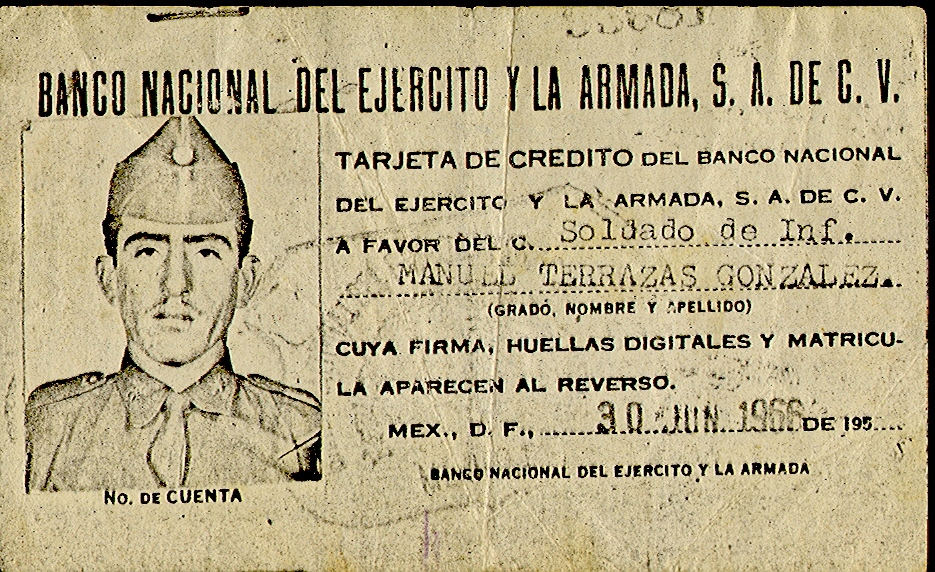 BANCO NACIONAL DEL EJERCITO Y LA ARMADA, S. A. DE C. V.
TARJETA DE CREDITO DEL BANCO NACIONAL
DEL EJERCITO Y LA ARMADA, S. A. DE C. V.
A FAVOR DEL C. Soldado de Inf.
MANUEL TERRAZAS GONZALEZ.
(GRADO, NOMBRE Y APELLIDO)
CUYA FIRMA, HUELLAS DIGITALES Y MATRICU-
LA APARECEN AL REVERSO.
MEX., D. F., 30 JUN 1966 DE 195
BANCO NACIONAL DEL EJERCITO Y LA ARMADA
No. DE CUENTA